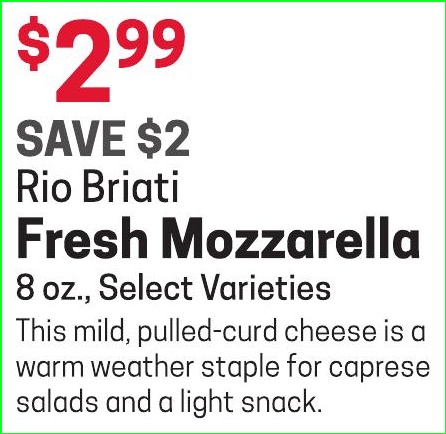 $2.99
SAVE $2
Rio Briati
Fresh Mozzarella
8 oz., Select Varieties
This mild, pulled-curd cheese is a
warm weather staple for caprese
salads and a light snack.